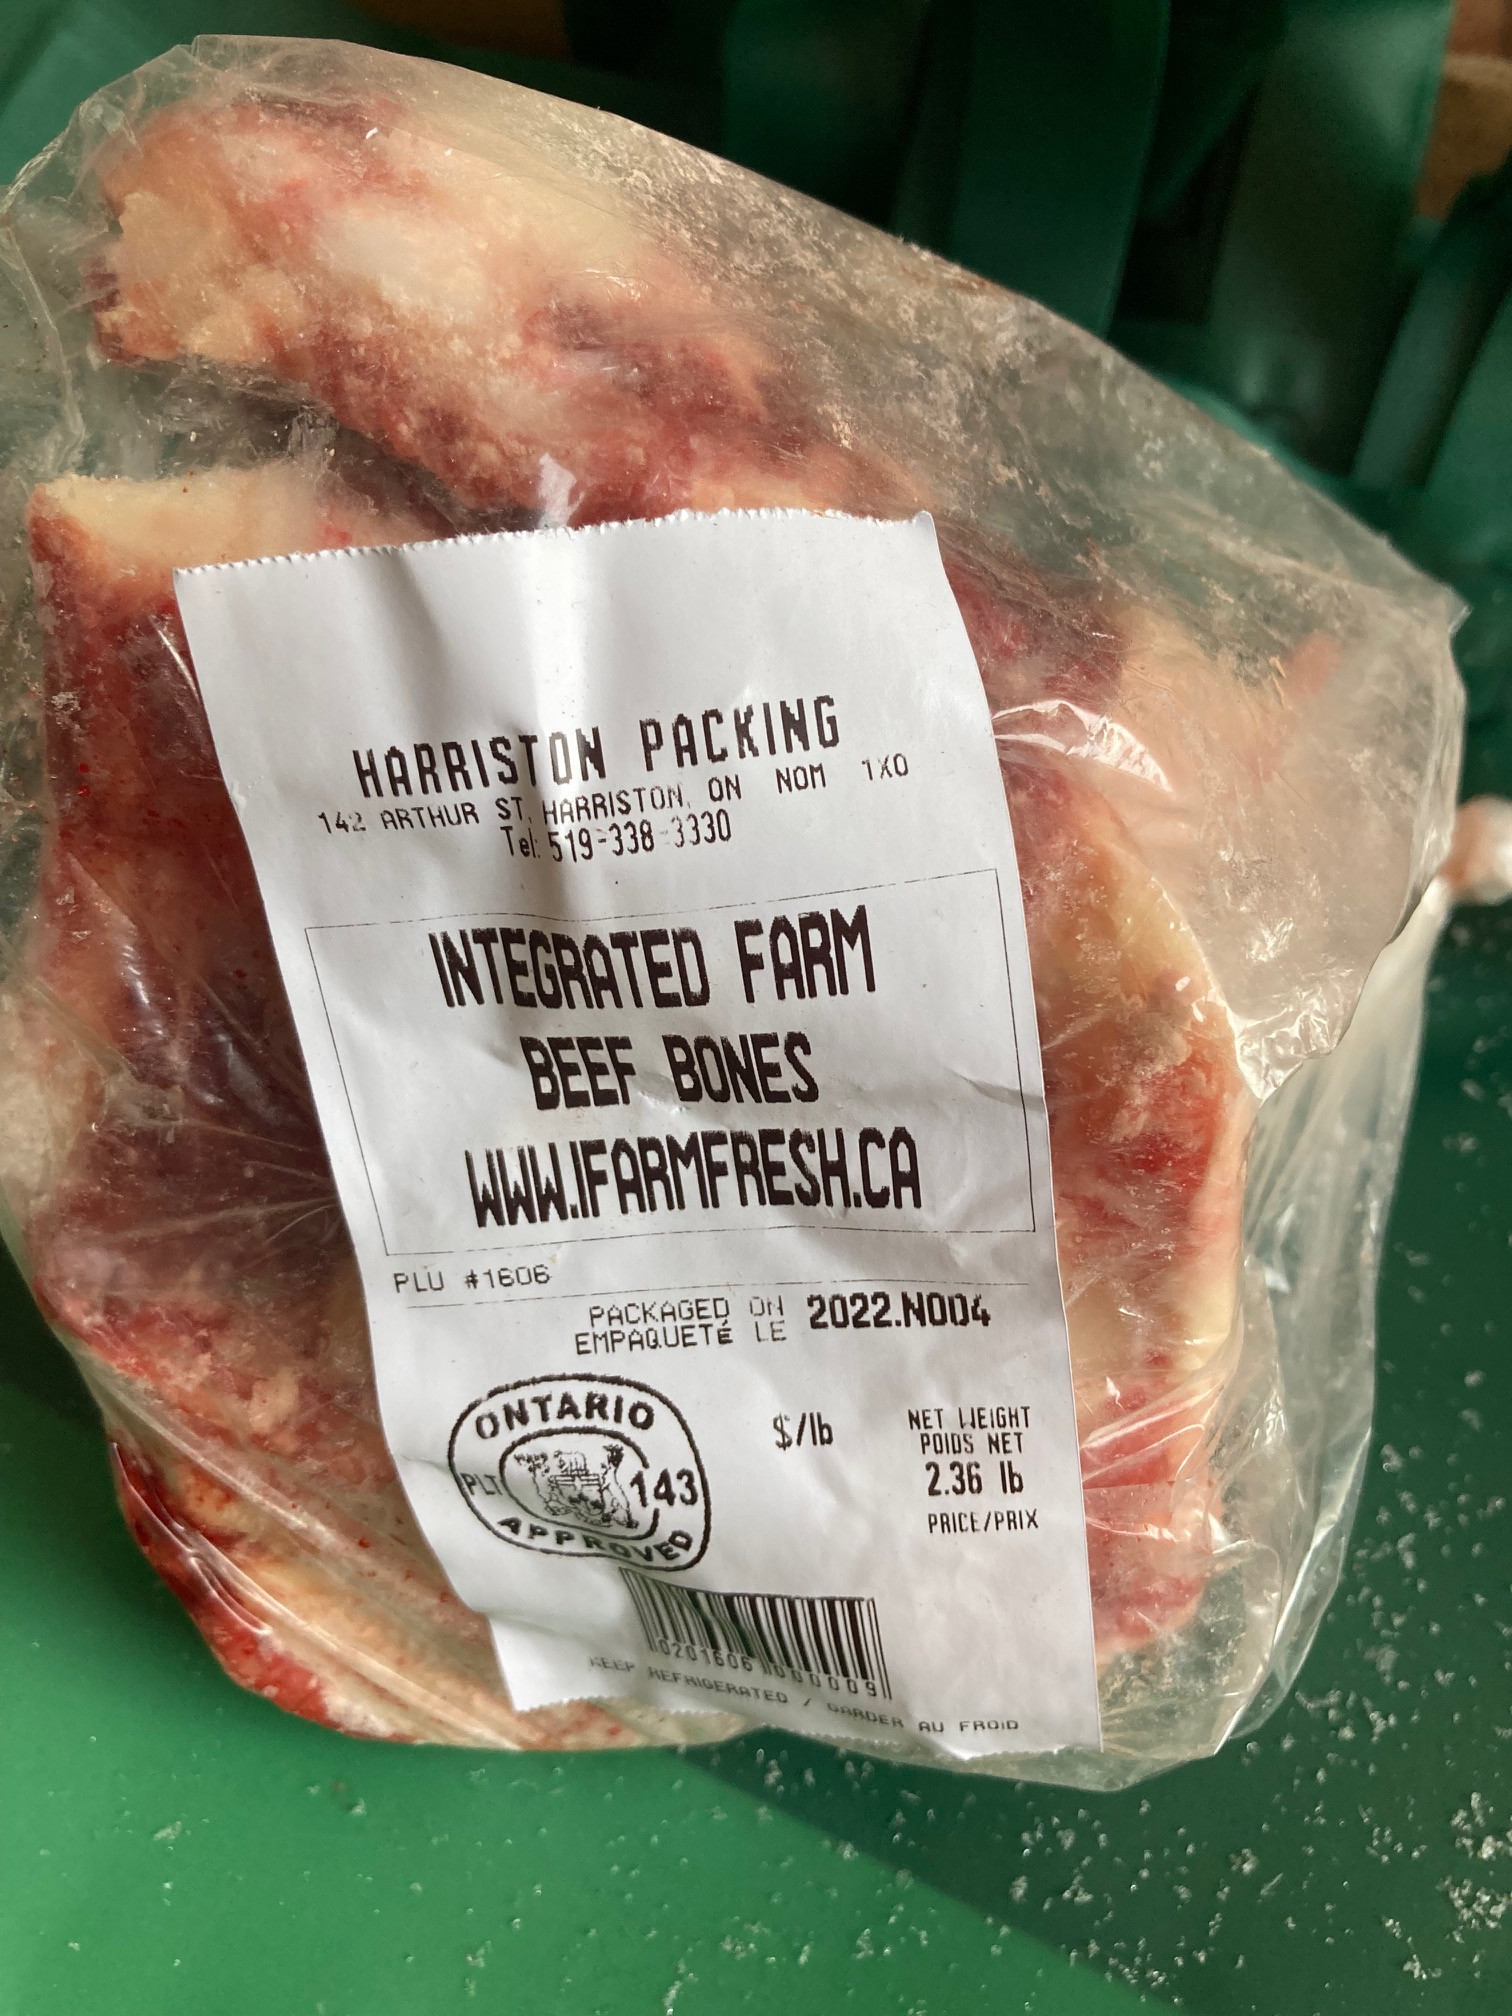 HARRISTON PACKING
142 ARTHUR ST, HARRISTON, ON N0M 1X0
Tel: 519-338-3330
INTEGRATED FARM
BEEF BONES
WWW.IFARMFRESH.CA
PLU #1606
PACKAGED ON
EMPAQUETé LE
2022.NO04
ONTARIO
PLT 143
APPROVED
$/lb
NET WEIGHT
POIDS NET
2.36 lb
PRICE/PRIX
0201606 000009
KEEP REFRIGERATED / GARDER AU FROID